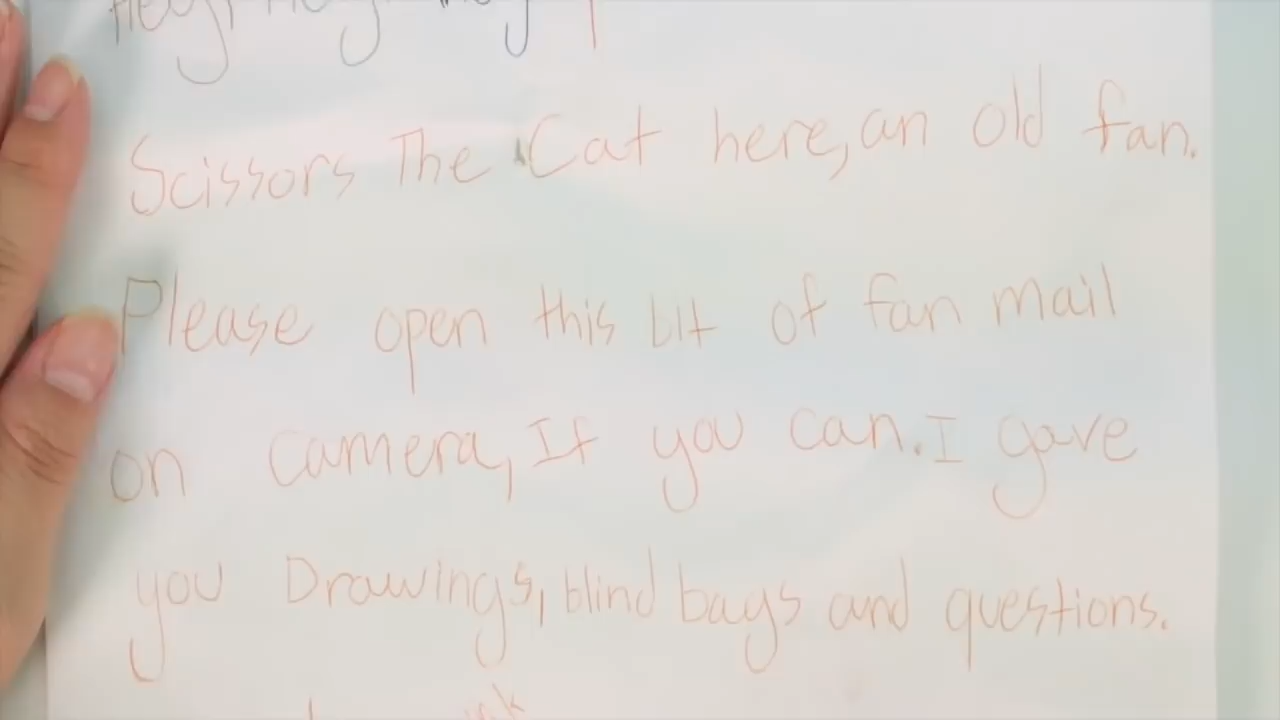 Scissors The Cat here, an old fan.
Please open this bit of fan mail
on camera, If you can. I gave
you Drawings, blind bags and questions.